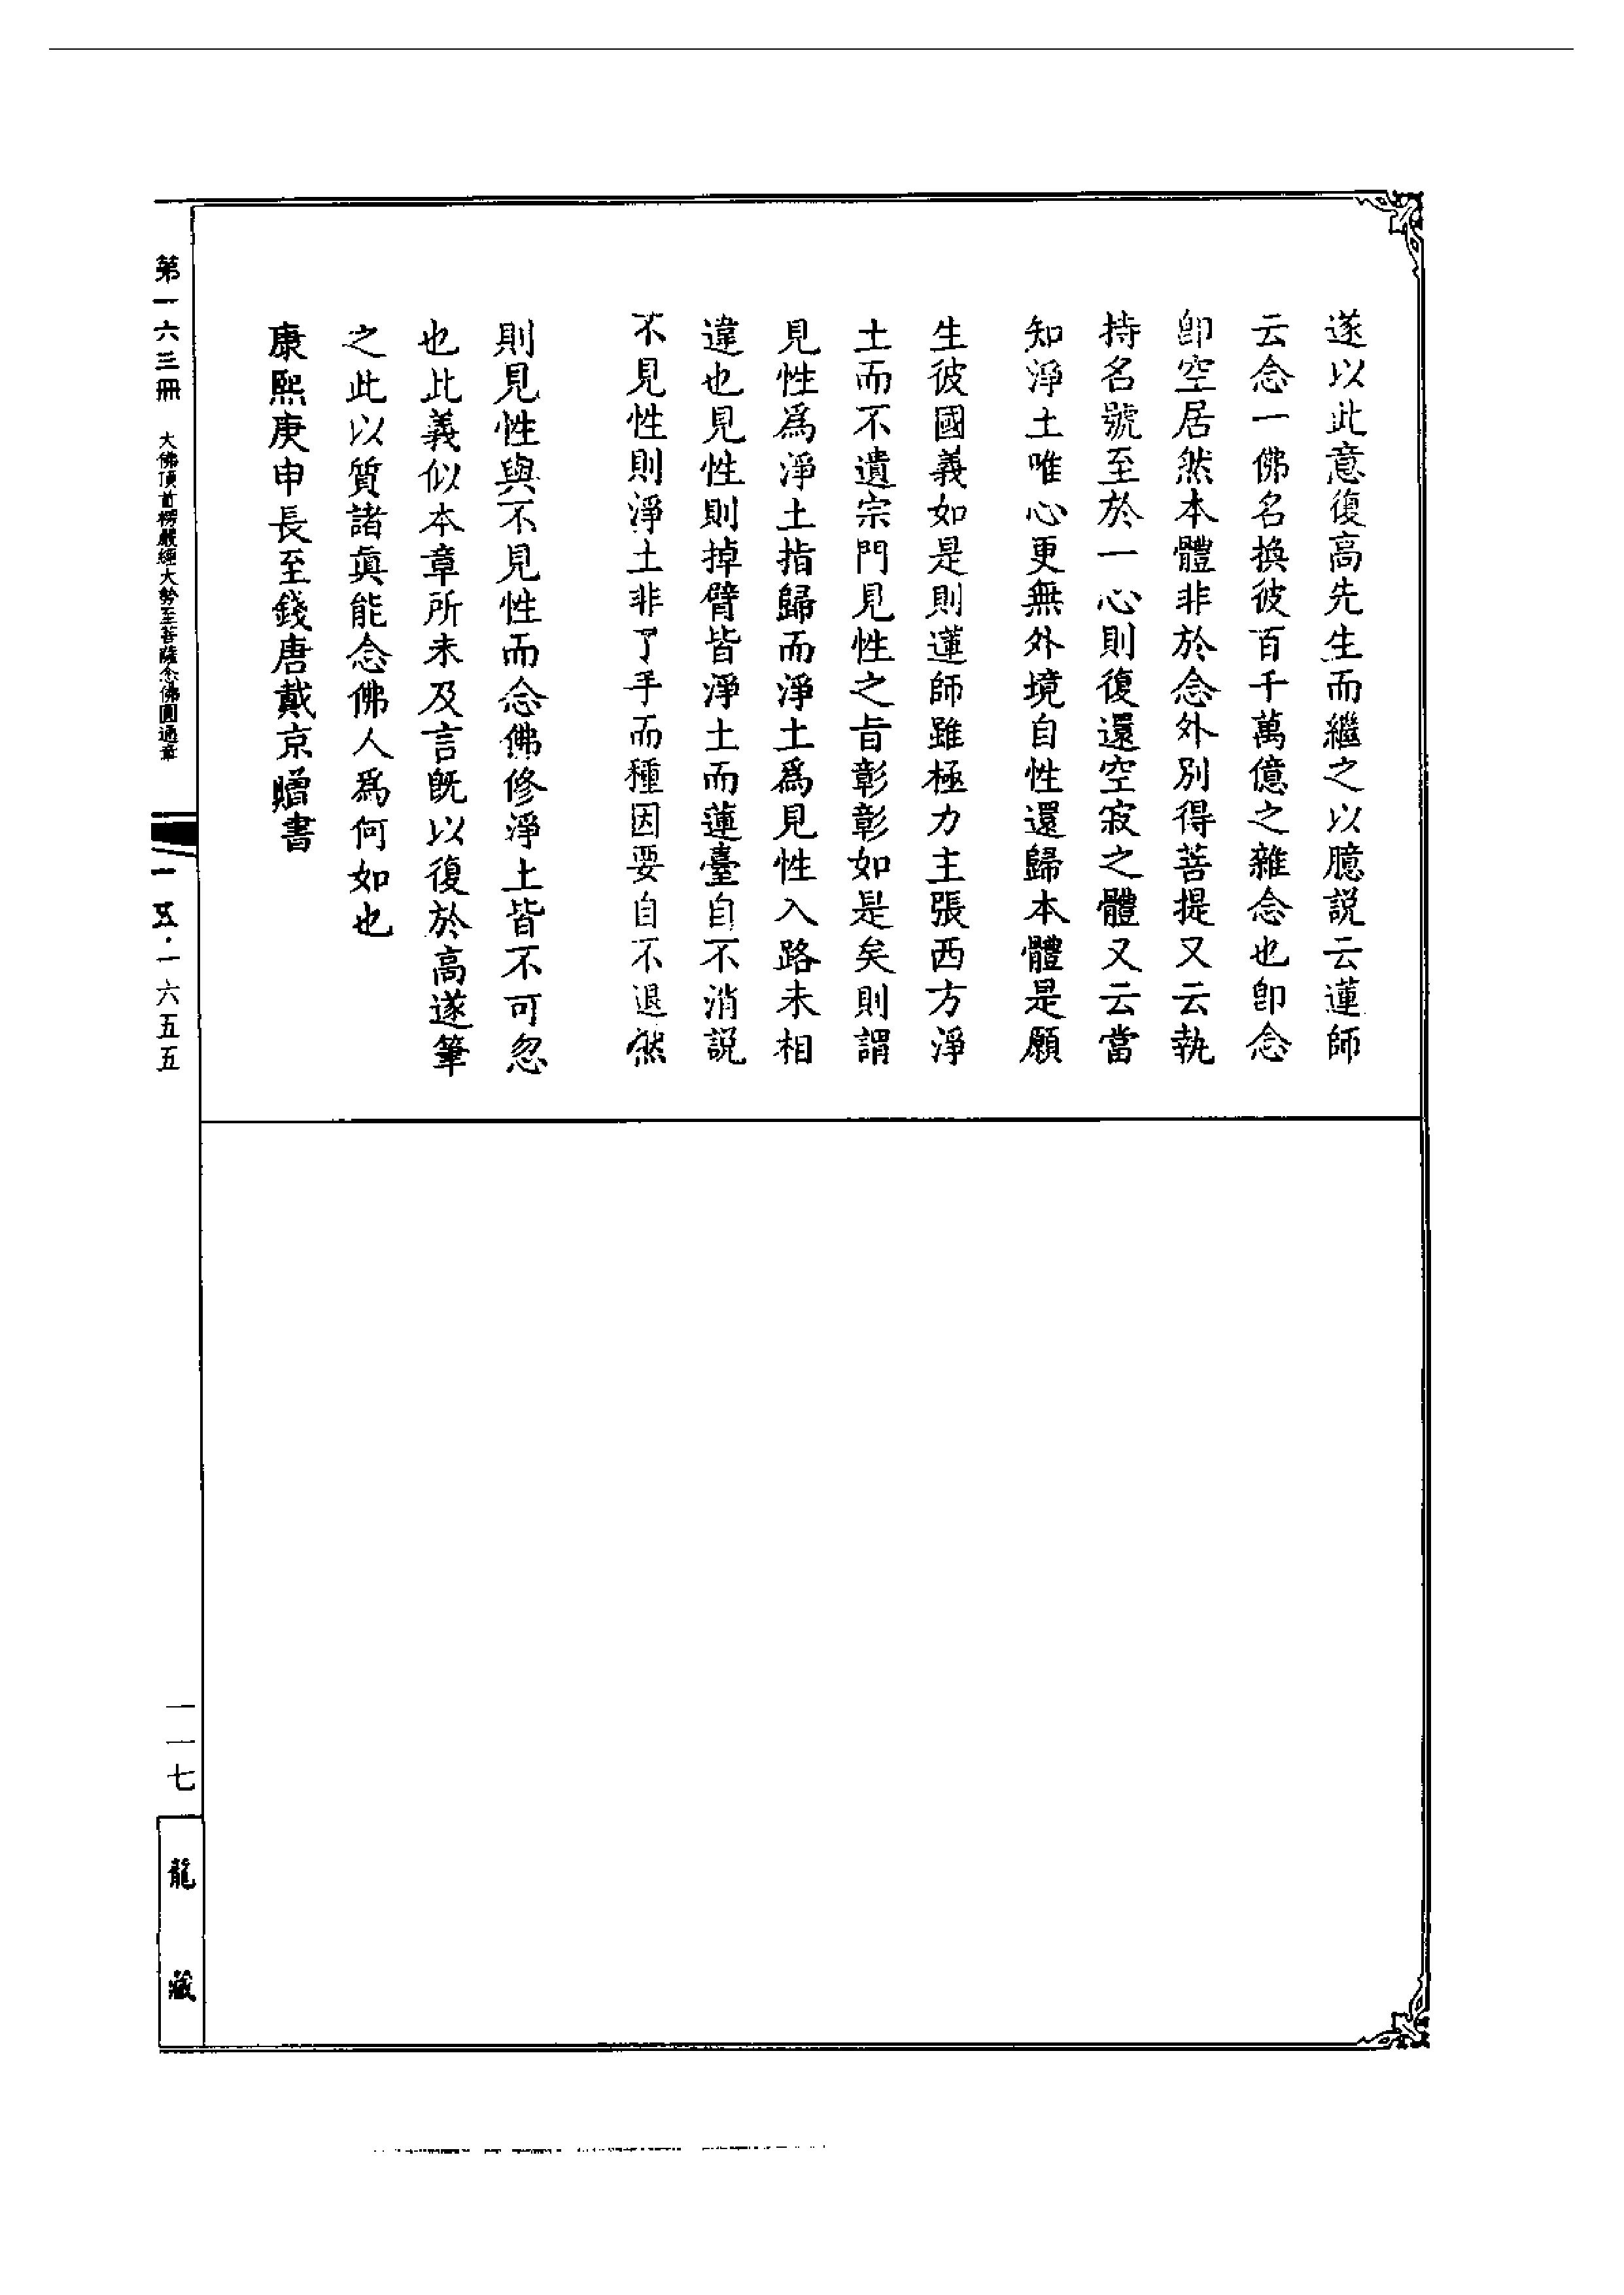 遂以此意復高先生而繼之以臆説云蓮師
云念一佛名換彼百千萬億之雜念也卽念
卽空居然本體非於念外別得菩提又云執
持名號至於一心則復還空寂之體又云當
知淨土唯心更無外境自性還歸本體是願
生彼國義如是則蓮師雖極力主張西方淨
土而不遺宗門見性之旨彰彰如是矣則謂
見性爲淨土指歸而淨土爲見性入路未相
違也見性則掉臂皆淨土而蓮臺自不消説
不見性則淨土非了手而種因要自不退然
則見性與不見性而念佛修淨土皆不可忽
也此義似本章所未及言旣以復於高遂筆
之此以質諸眞能念佛人爲何如也
康熙庚申長至錢唐戴京贈書
第一六三冊 大佛頂首楞嚴經大勢至菩薩念佛圓通章
一五·一六五五
一一七
龍藏